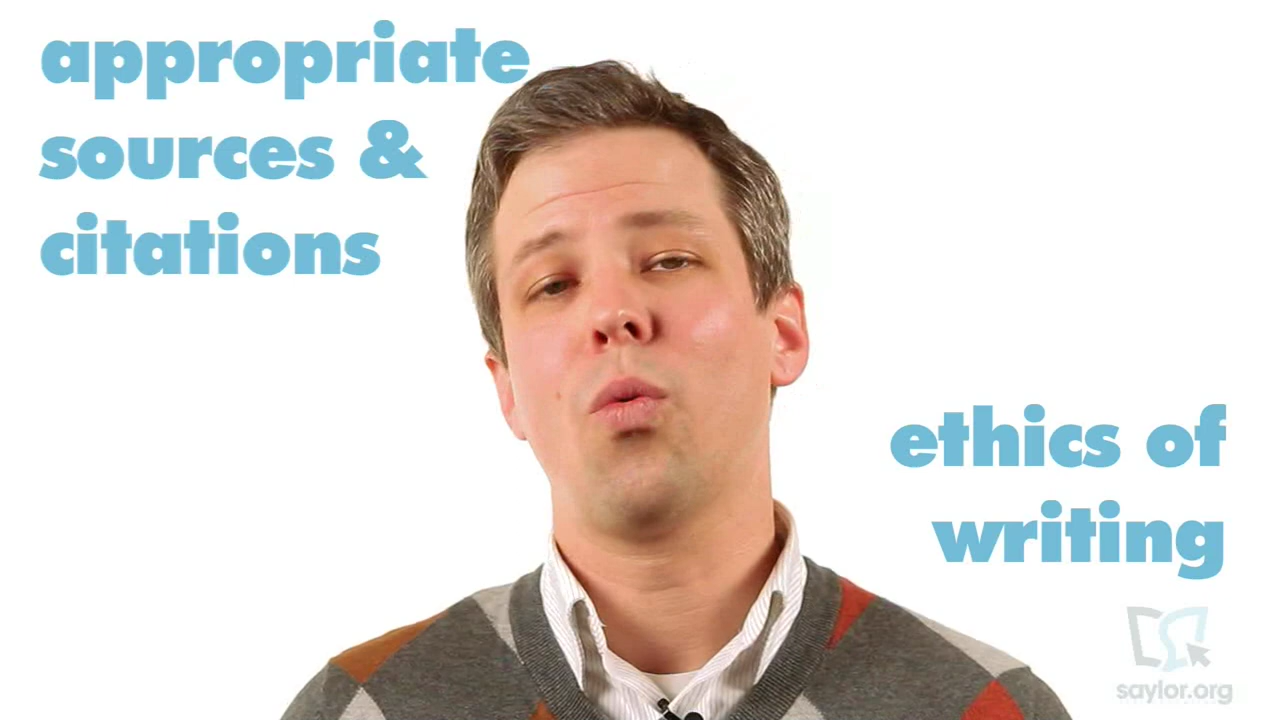 appropriate
sources &
citations
ethics of
writing
saylor.org